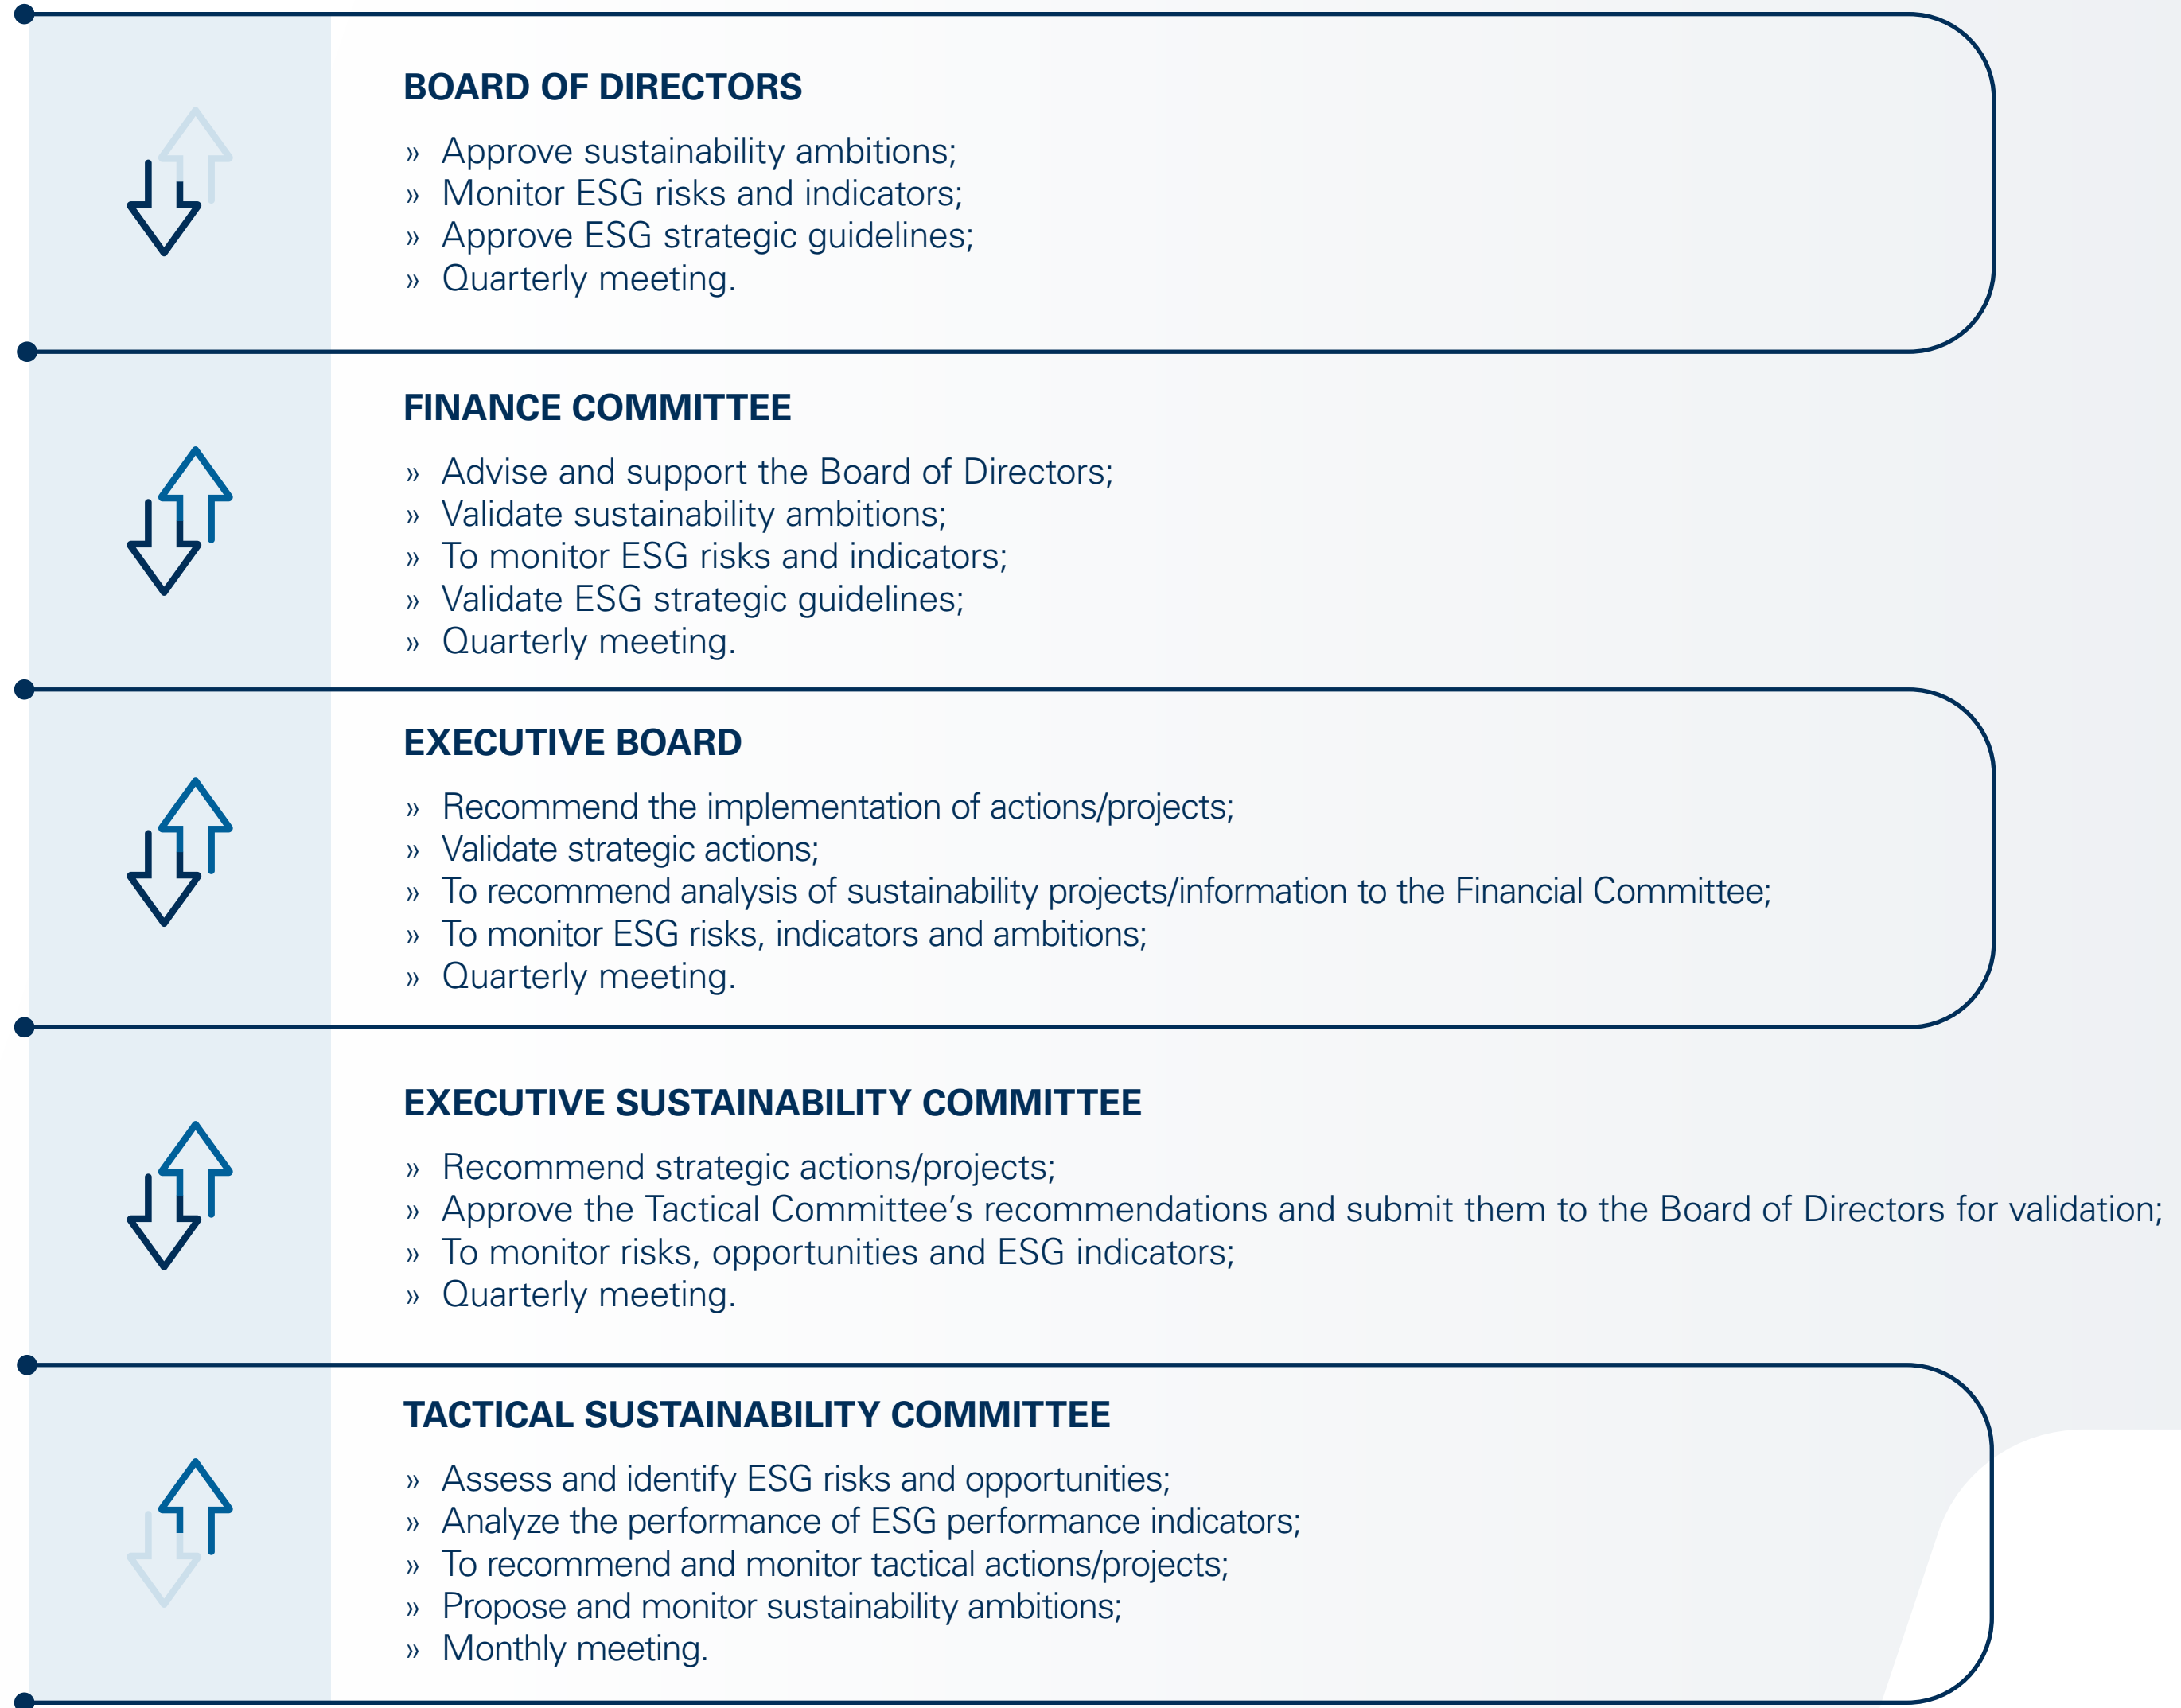 BOARD OF DIRECTORS
» Approve sustainability ambitions;
» Monitor ESG risks and indicators;
» Approve ESG strategic guidelines;
» Quarterly meeting.
FINANCE COMMITTEE
» Advise and support the Board of Directors;
» Validate sustainability ambitions;
» To monitor ESG risks and indicators;
» Validate ESG strategic guidelines;
» Quarterly meeting.
EXECUTIVE BOARD
» Recommend the implementation of actions/projects;
» Validate strategic actions;
» To recommend analysis of sustainability projects/information to the Financial Committee;
» To monitor ESG risks, indicators and ambitions;
» Quarterly meeting.
EXECUTIVE SUSTAINABILITY COMMITTEE
» Recommend strategic actions/projects;
» Approve the Tactical Committee’s recommendations and submit them to the Board of Directors for validation;
» To monitor risks, opportunities and ESG indicators;
» Quarterly meeting.
TACTICAL SUSTAINABILITY COMMITTEE
» Assess and identify ESG risks and opportunities;
» Analyze the performance of ESG performance indicators;
» To recommend and monitor tactical actions/projects;
» Propose and monitor sustainability ambitions;
» Monthly meeting.